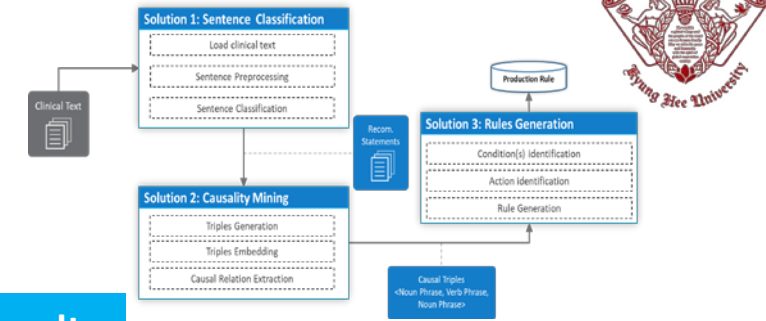 Solution 1: Sentence Classification
Load clinical text
Sentence Preprocessing
Sentence Classification
Clinical Text
Recom.
Statements
Production Rule
Kyung Hee University
Solution 3: Rules Generation
Condition(s) identification
Action identification
Rule Generation
Solution 2: Causality Mining
Triples Generation
Triples Embedding
Causal Relation Extraction
Causal Triples
<Noun Phrase, Verb Phrase,
Noun Phrase>